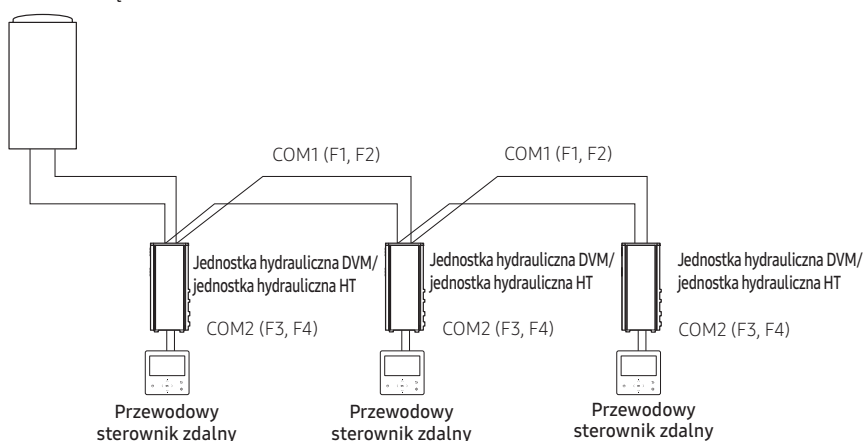 COM1 (F1, F2)
COM1 (F1, F2)
Jednostka hydrauliczna DVM/
jednostka hydrauliczna HT
Jednostka hydrauliczna DVM/
jednostka hydrauliczna HT
Jednostka hydrauliczna DVM/
jednostka hydrauliczna HT
COM2 (F3, F4)
COM2 (F3, F4)
COM2 (F3, F4)
Przewodowy
sterownik zdalny
Przewodowy
sterownik zdalny
Przewodowy
sterownik zdalny